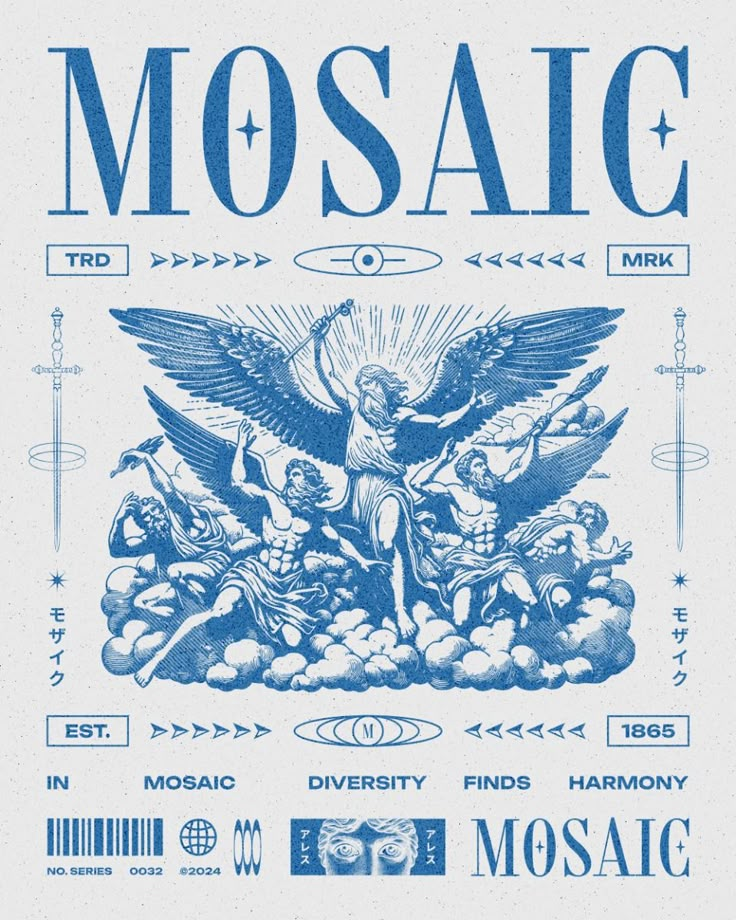 MOSAIC
TRD
MRK
モザイク
モザイク
EST.
M
1865
IN MOSAIC DIVERSITY FINDS HARMONY
アレス
アレス
MOSAIC
NO. SERIES 0032 ©2024